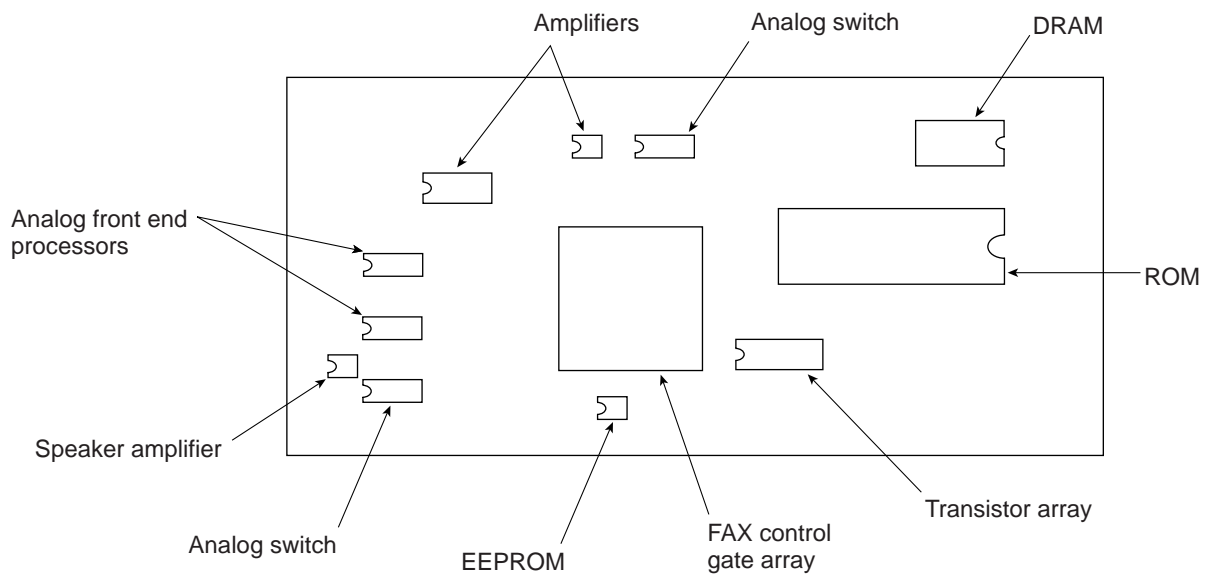 Amplifiers
Analog switch
DRAM
Analog front end
processors
ROM
Speaker amplifier
Transistor array
Analog switch
EEPROM
FAX control
gate array